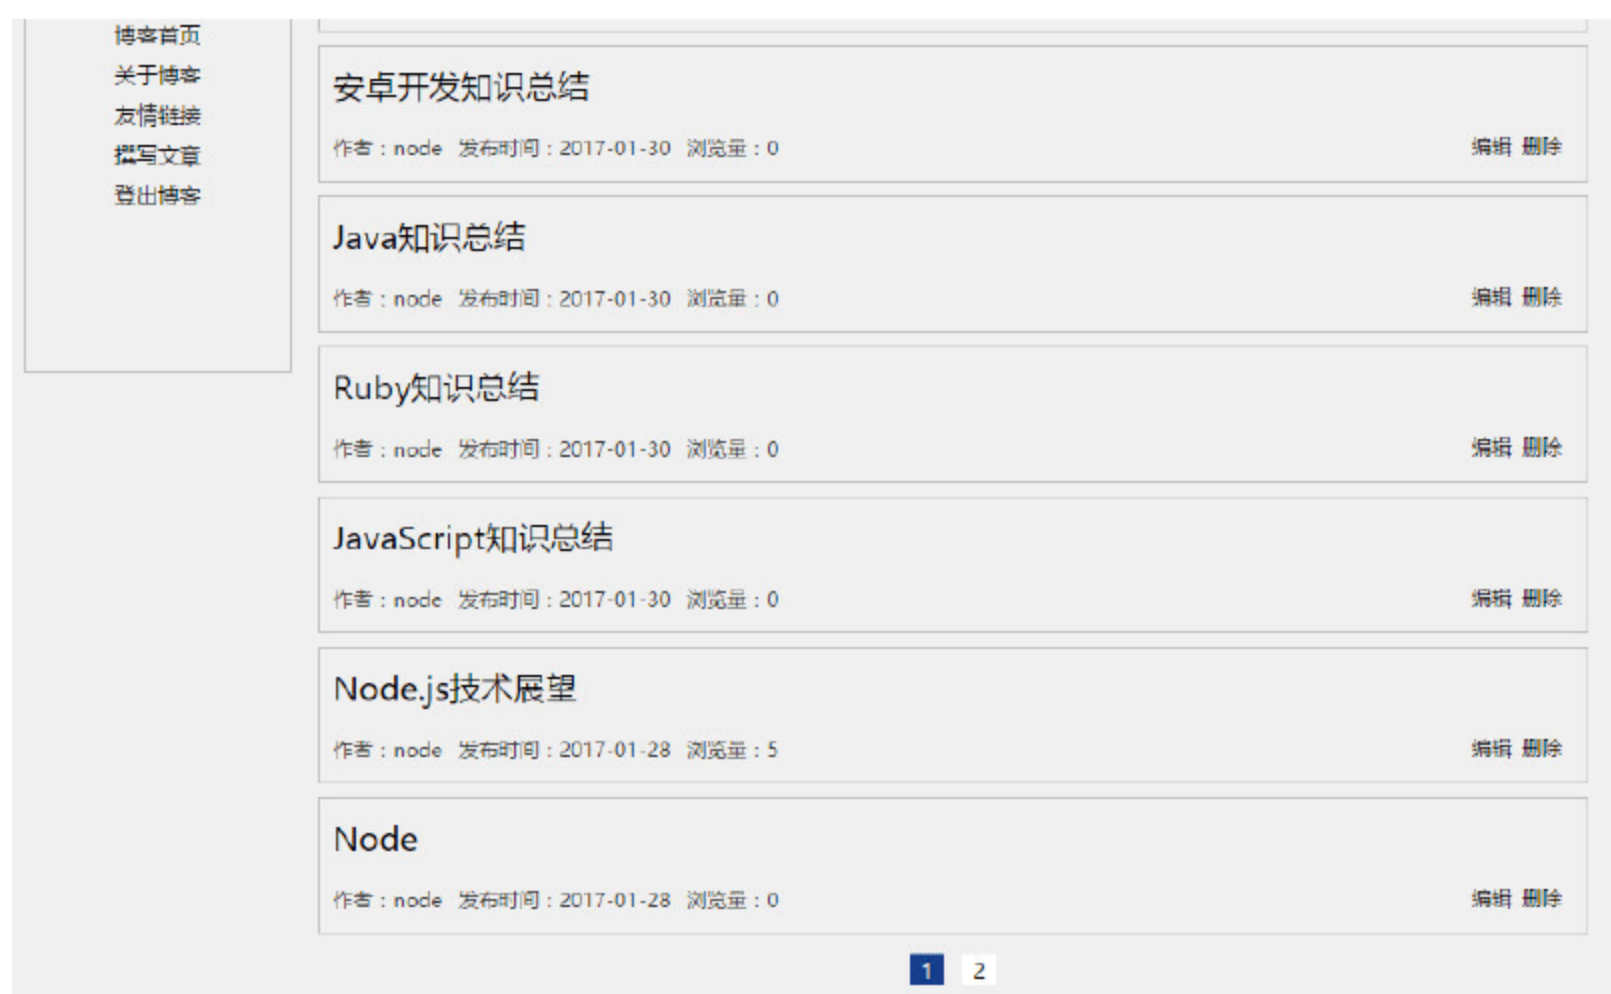 博客首页
关于博客
友情链接
撰写文章
登出博客
安卓开发知识总结
作者：node 发布时间：2017-01-30 浏览量：0 编辑 删除
Java知识总结
作者：node 发布时间：2017-01-30 浏览量：0 编辑 删除
Ruby知识总结
作者：node 发布时间：2017-01-30 浏览量：0 编辑 删除
JavaScript知识总结
作者：node 发布时间：2017-01-30 浏览量：0 编辑 删除
Node.js技术展望
作者：node 发布时间：2017-01-28 浏览量：5 编辑 删除
Node
作者：node 发布时间：2017-01-28 浏览量：0 编辑 删除
1 2